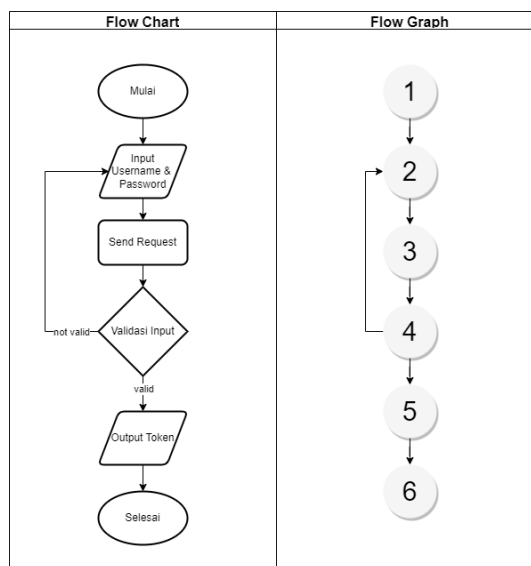 Flow Chart
Flow Graph
Mulai
Input
Username &
Password
Send Request
Validasi Input
not valid
valid
Output Token
Selesai
1
2
3
4
5
6